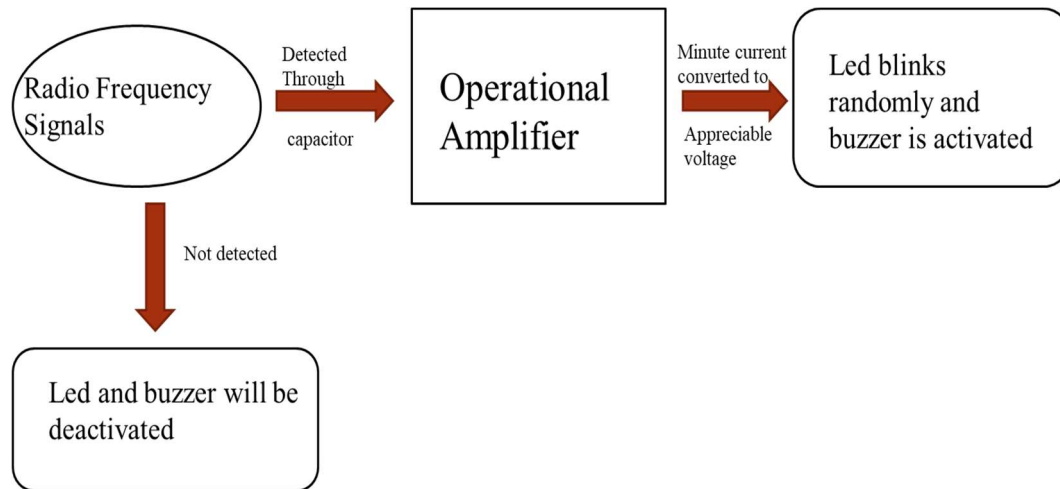 Radio Frequency
Signals
Detected
Through
capacitor
Operational
Amplifier
Minute current
converted to
Appreciable
voltage
Led blinks
randomly and
buzzer is activated
Not detected
Led and buzzer will be
deactivated